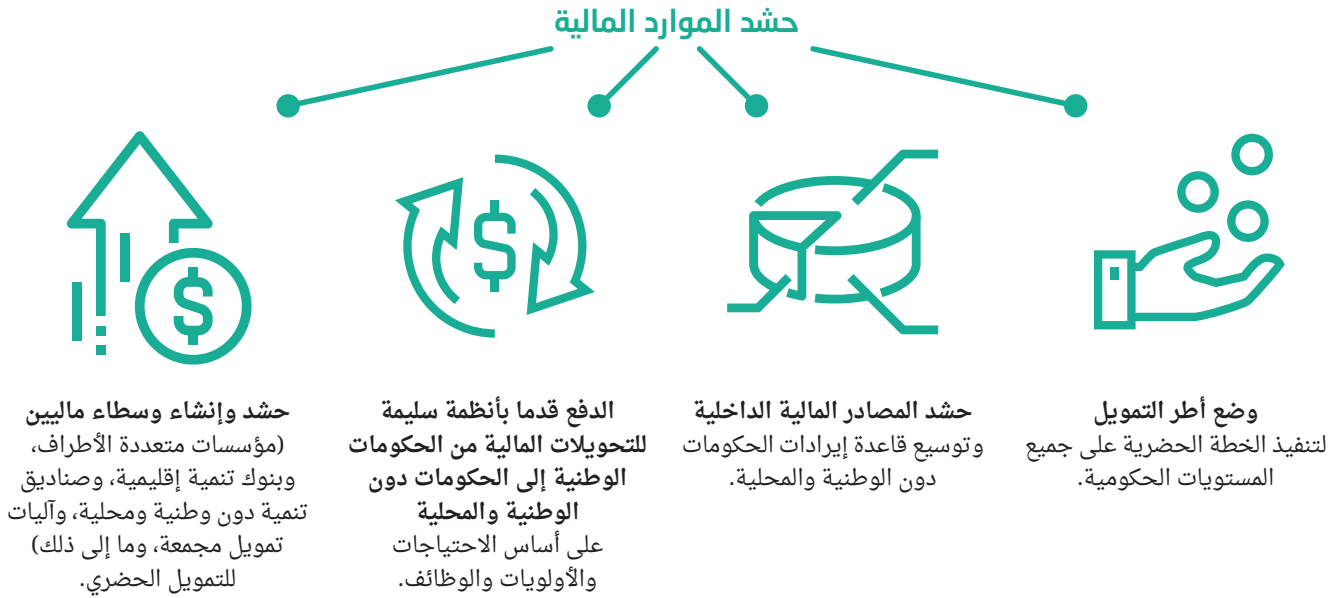 حشد الموارد المالية
وضع أطر التمويل
لتنفيذ الخطة الحضرية على جميع
المستويات الحكومية.
حشد المصادر المالية الداخلية
وتوسيع قاعدة إيرادات الحكومات
دون الوطنية والمحلية.
الدفع قدما بأنظمة سليمة
للتحويلات المالية من الحكومات
الوطنية إلى الحكومات دون
الوطنية والمحلية
على أساس الاحتياجات
والأولويات والوظائف.
حشد وإنشاء وسطاء ماليين
(مؤسسات متعددة الأطراف،
وبنوك تنمية إقليمية، وصناديق
تنمية دون وطنية ومحلية، وآليات
تمويل مجمعة، وما إلى ذلك)
للتمويل الحضري.
$
$